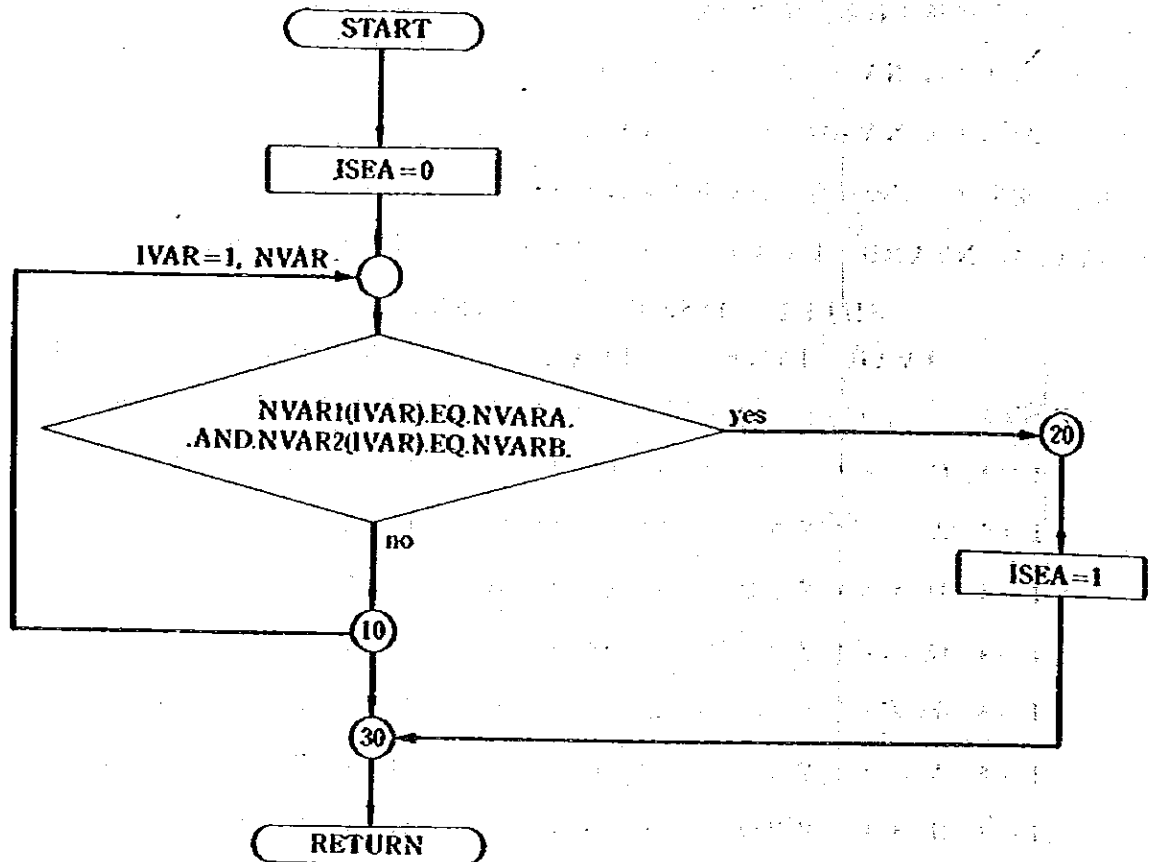 START
ISEA=0
IVAR=1, NVAR
NVAR1(IVAR).EQ.NVARA.
.AND.NVAR2(IVAR).EQ.NVARB.
yes
20
no
ISEA=1
10
30
RETURN